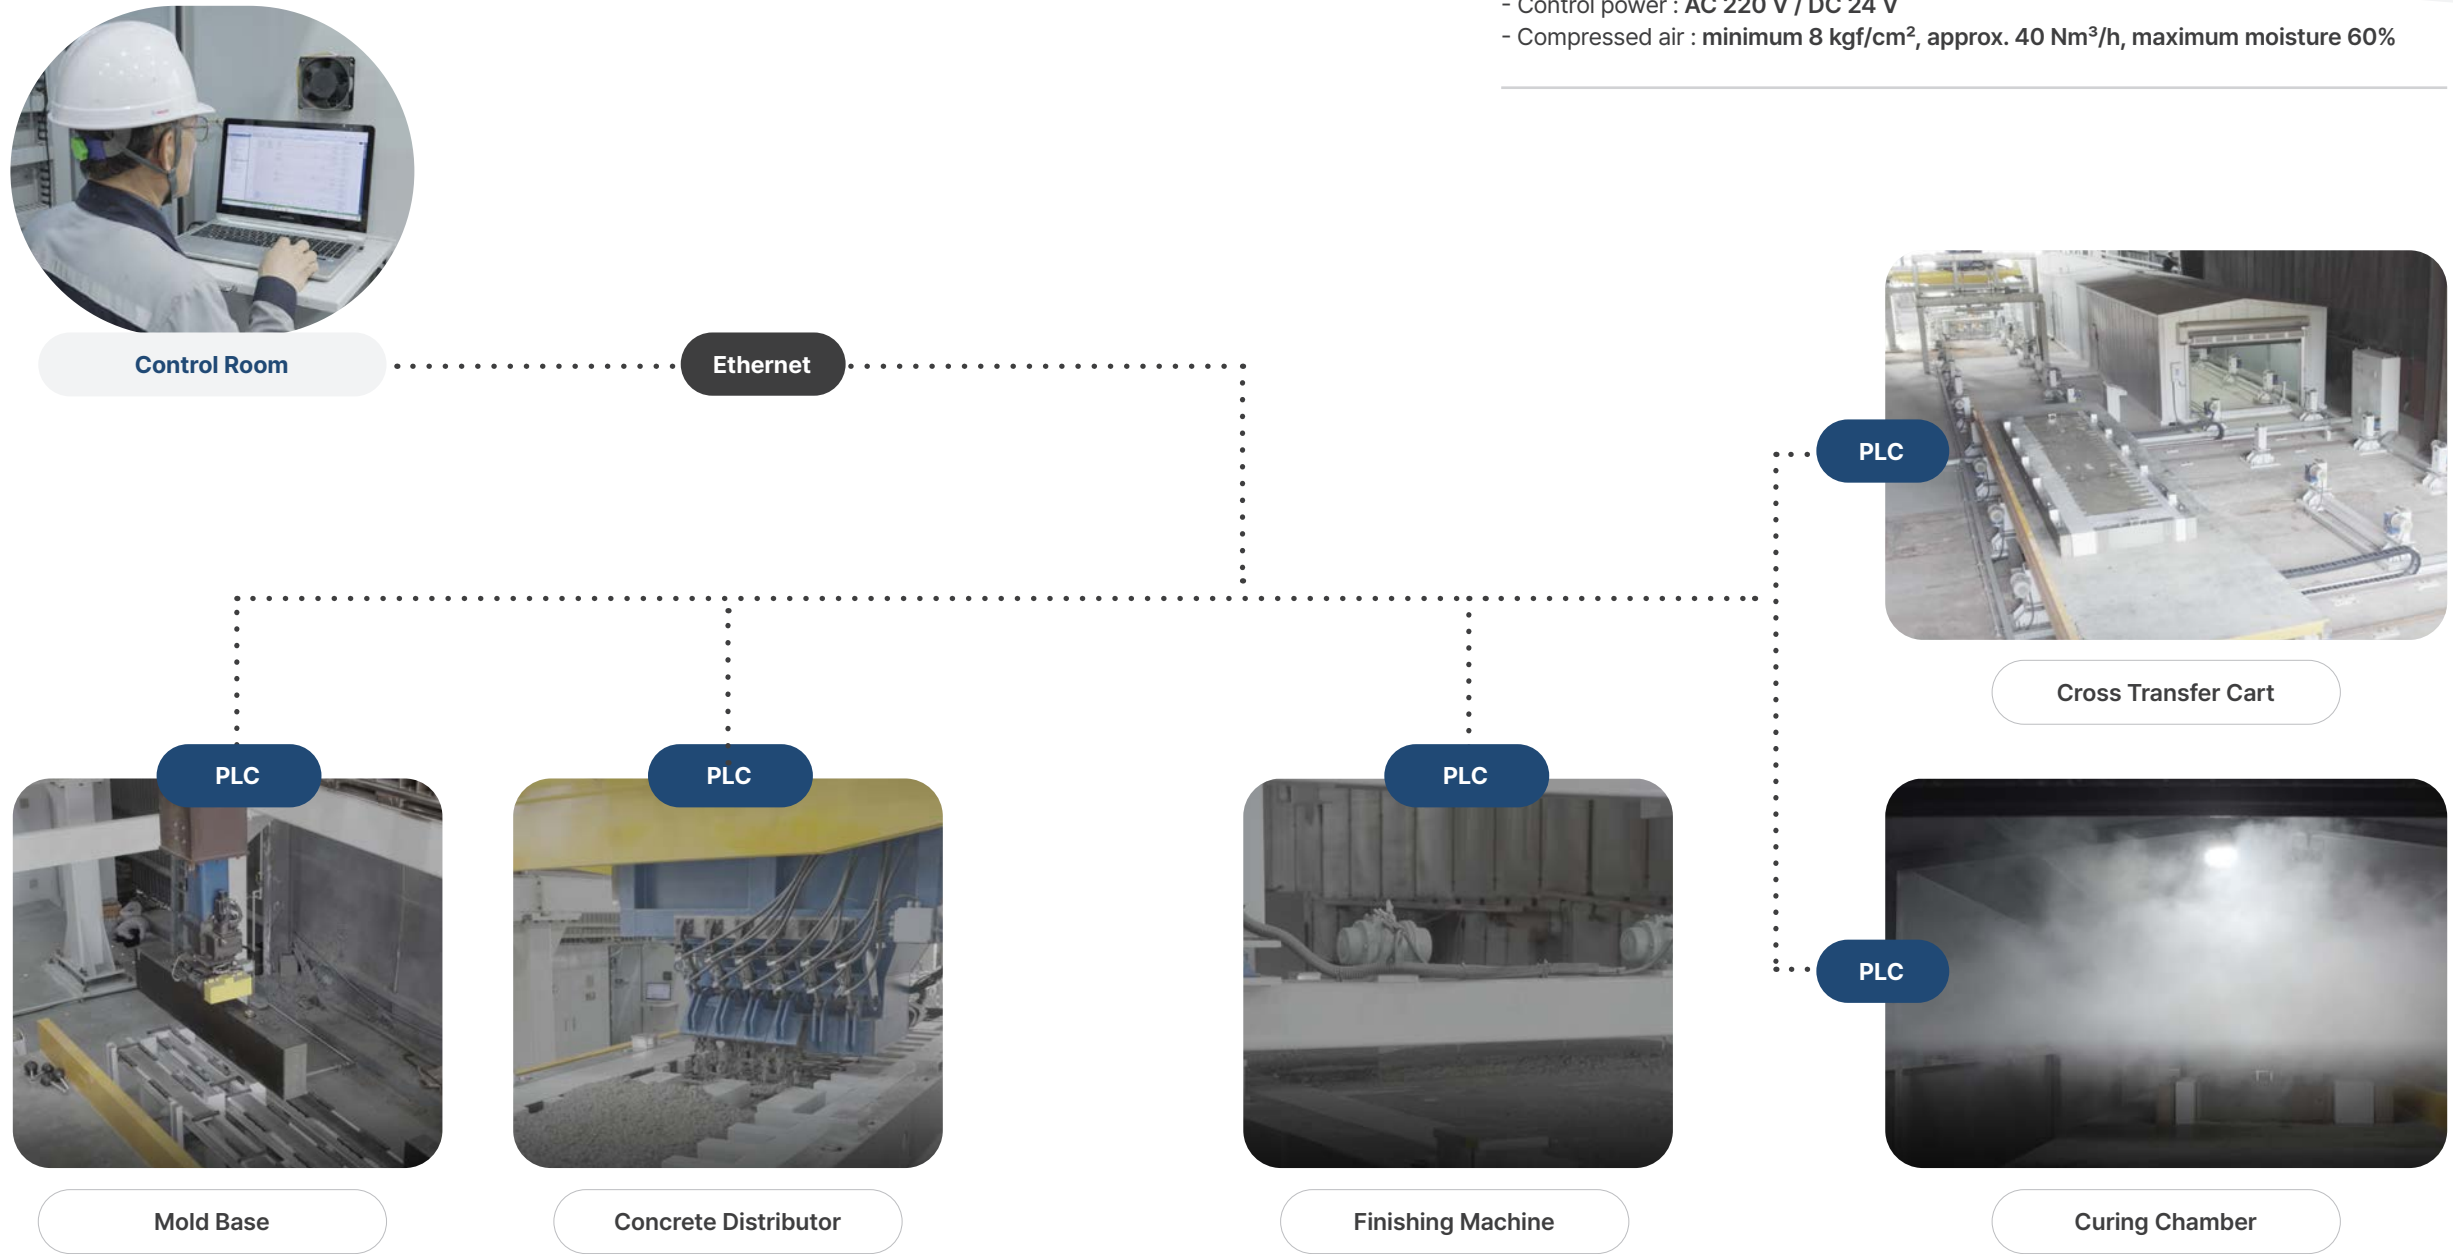 - Control power : AC 220 V / DC 24 V
- Compressed air : minimum 8 kgf/cm², approx. 40 Nm³/h, maximum moisture 60%
Control Room
Ethernet
PLC
Cross Transfer Cart
PLC
PLC
PLC
PLC
Mold Base
Concrete Distributor
Finishing Machine
Curing Chamber